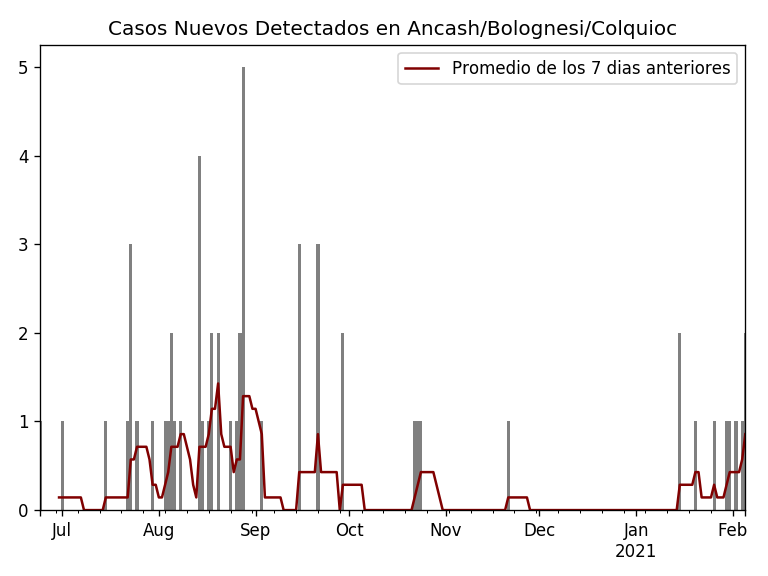 Casos Nuevos Detectados en Ancash/Bolognesi/Colquioc
Promedio de los 7 dias anteriores
5
4
3
2
1
0
Jul Aug Sep Oct Nov Dec Jan Feb
2021